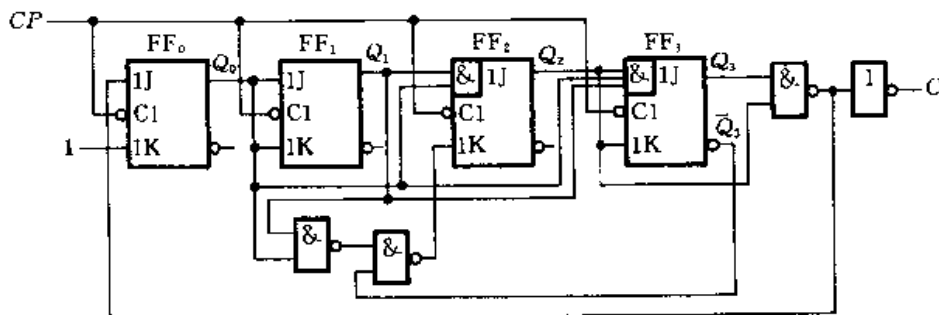 CP
FF₀ FF₁ FF₂ FF₃
Q₀ Q₁ Q₂ Q₃
1J 1J & 1J & 1J & 1 C
C1 C1 C1 C1
Q̄₃
1 1K 1K 1K 1K
& &